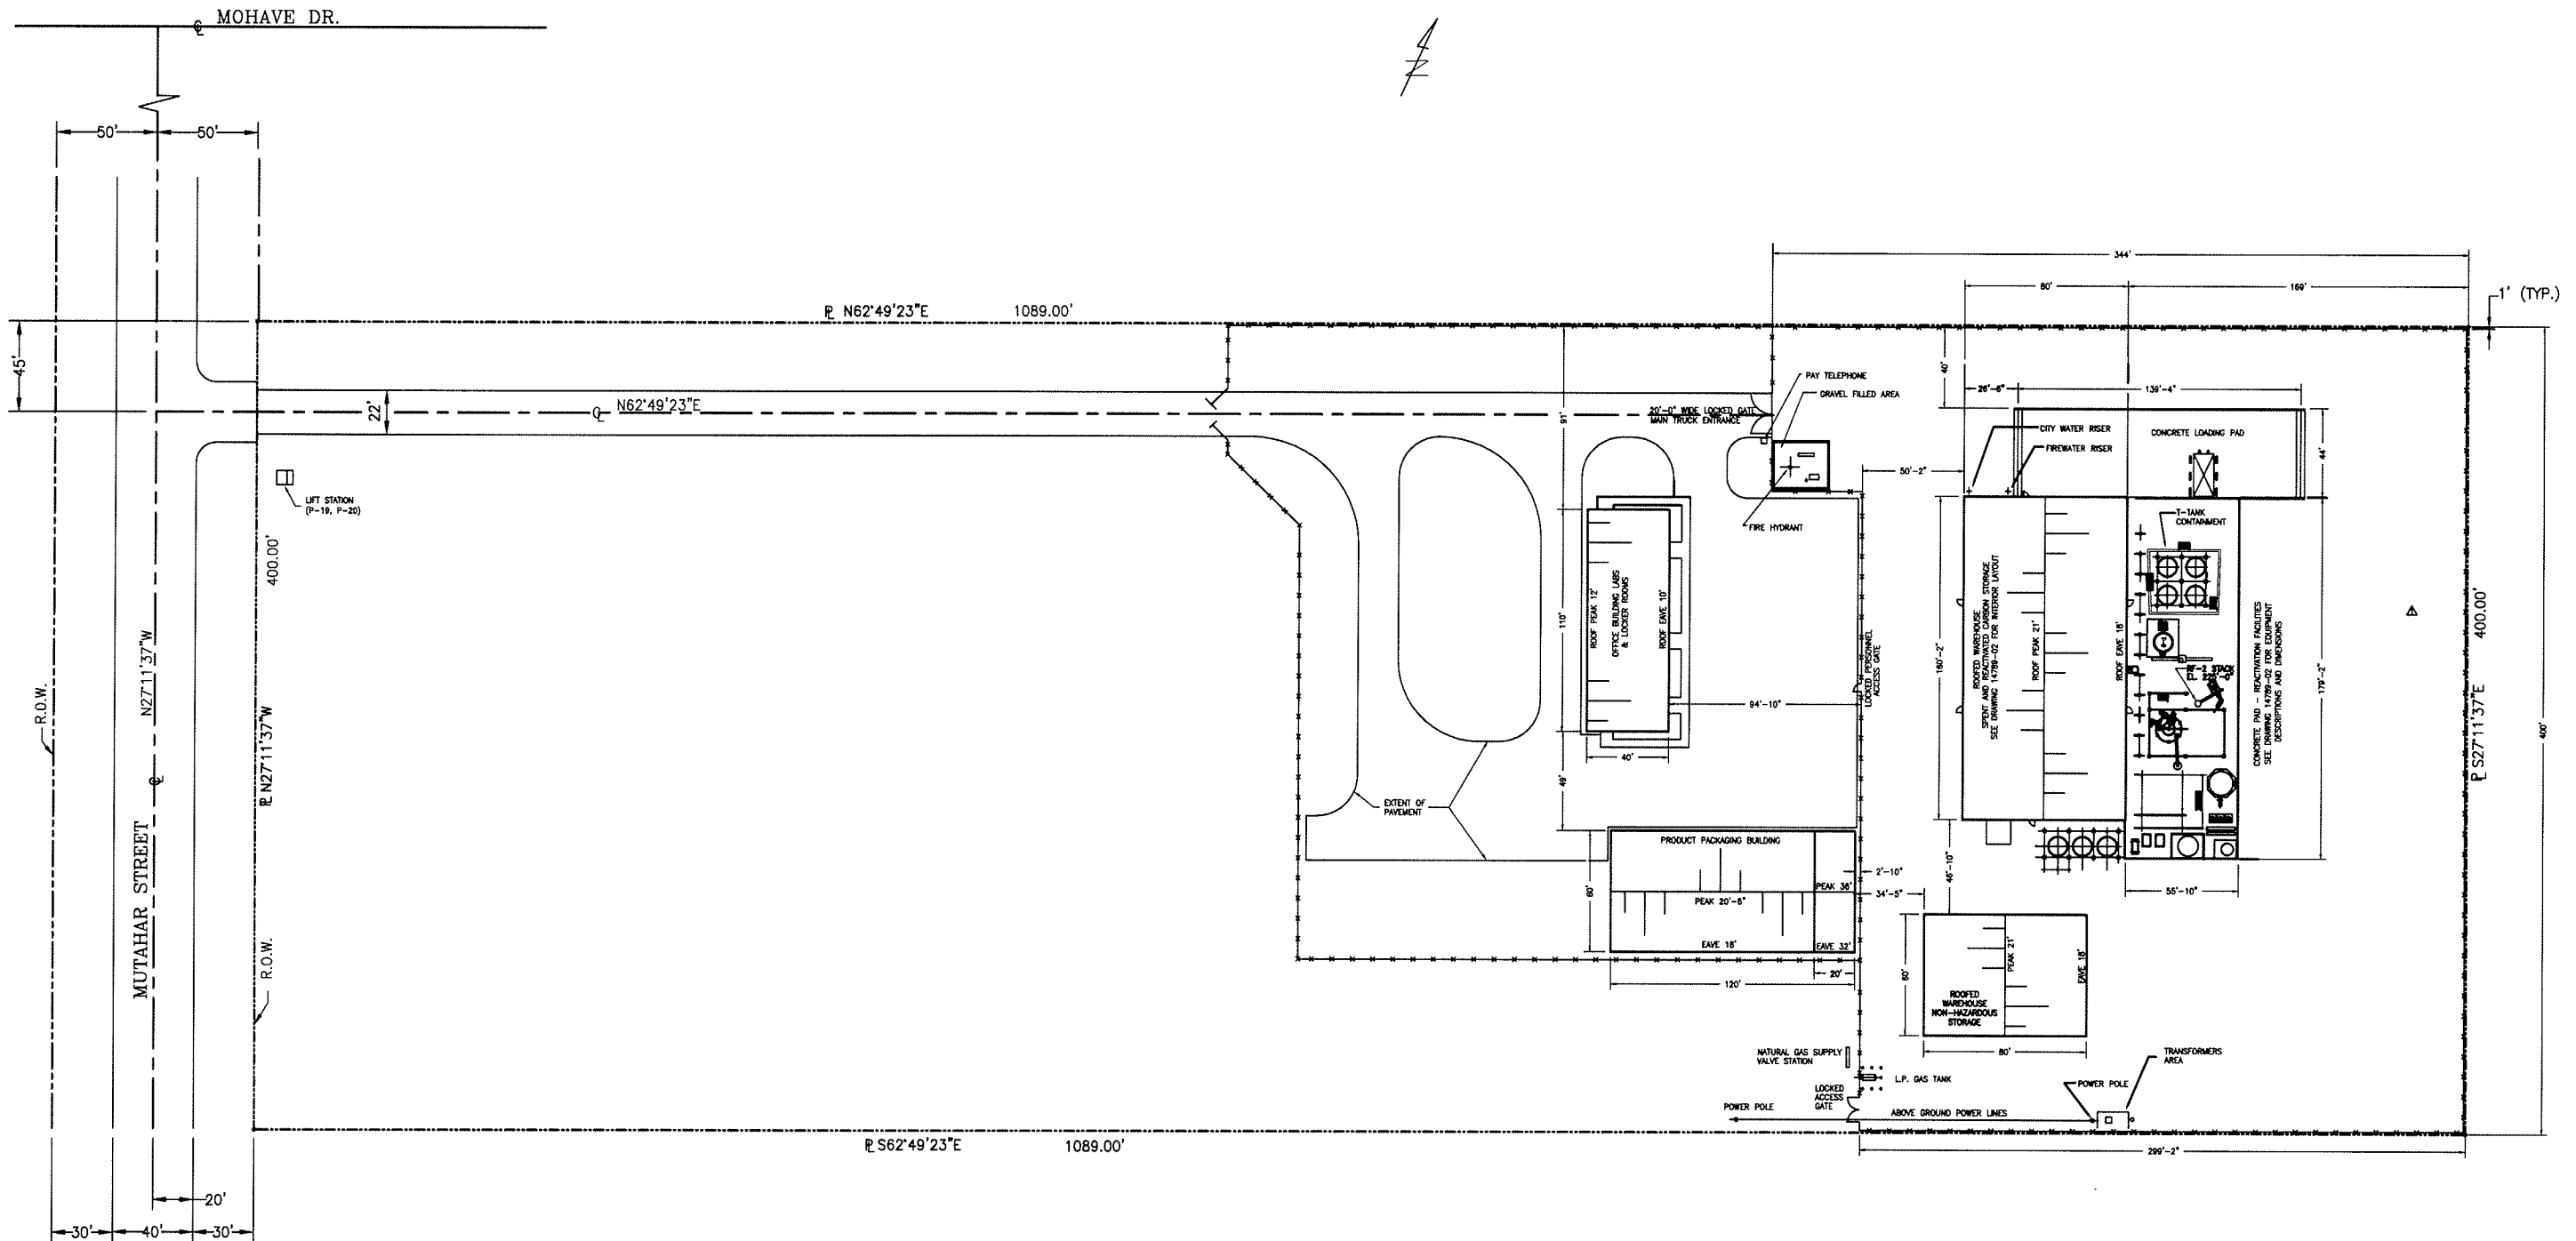 MOHAVE DR.
50'
50'
344'
80'
169'
1' (TYP.)
N62°49'23"E
1089.00'
45'
22'
N62°49'23"E
91'
40'
26'-6"
139'-4"
PAY TELEPHONE
GRAVEL FILLED AREA
20'-0" WIDE LOCKED GATE
MAIN TRUCK ENTRANCE
CITY WATER RISER
FIREWATER RISER
CONCRETE LOADING PAD
44'
50'-2"
LIFT STATION
(P-19, P-20)
FIRE HYDRANT
T-TANK
CONTAINMENT
400.00'
N27°11'37"W
N27°11'37"W
R.O.W.
MUTAHAR STREET
R.O.W.
110'
ROOF PEAK 12'
OFFICE BUILDING LABS
& LOCKER ROOMS
ROOF EAVE 10'
94'-10"
LOCKED PERSONNEL
ACCESS GATE
160'-2"
ROOFED WAREHOUSE
SPENT AND REACTIVATED CARBON STORAGE
SEE DRAWING 14789-02 FOR INTERIOR LAYOUT
ROOF PEAK 21'
ROOF EAVE 18'
RF-2 STACK
CONCRETE PAD - REACTIVATION FACILITIES
SEE DRAWING 14789-02 FOR EQUIPMENT
DESCRIPTIONS AND DIMENSIONS
179'-2"
400.00'
S27°11'37"E
400'
40'
49'
EXTENT OF
PAVEMENT
PRODUCT PACKAGING BUILDING
60'
PEAK 20'-6"
PEAK 36'
EAVE 18'
EAVE 32'
2'-10"
34'-5"
46'-10"
55'-10"
20'
120'
60'
PEAK 21'
EAVE 18'
ROOFED
WAREHOUSE
NON-HAZARDOUS
STORAGE
80'
NATURAL GAS SUPPLY
VALVE STATION
L.P. GAS TANK
TRANSFORMERS
AREA
POWER POLE
LOCKED
ACCESS
GATE
POWER POLE
ABOVE GROUND POWER LINES
S62°49'23"E
1089.00'
299'-2"
20'
30'
40'
30'